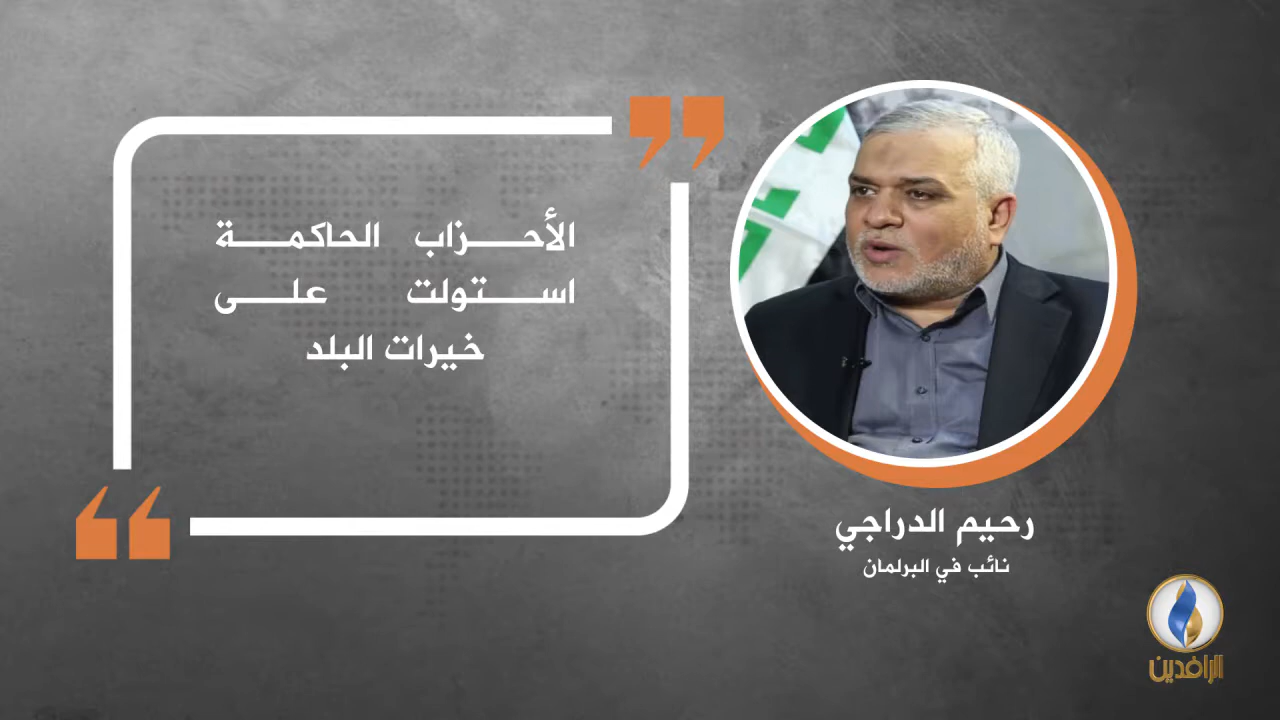 الأحزاب الحاكمة
استولت على
خيرات البلد
رحيم الدراجي
نائب في البرلمان
الرافدين